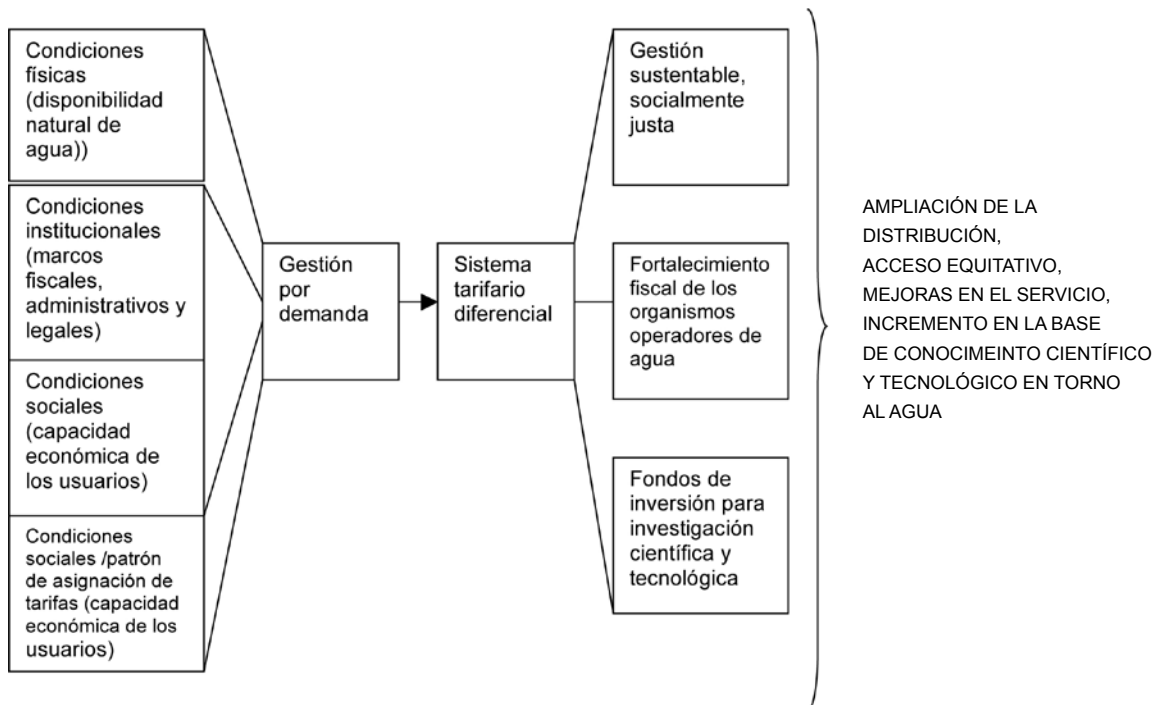 Condiciones
físicas
(disponibilidad
natural de
agua))
Condiciones
institucionales
(marcos
fiscales,
administrativos y
legales)
Condiciones
sociales
(capacidad
económica de
los usuarios)
Condiciones
sociales /patrón
de asignación de
tarifas (capacidad
económica de los
usuarios)
Gestión
por
demanda
Sistema
tarifario
diferencial
Gestión
sustentable,
socialmente
justa
Fortalecimiento
fiscal de los
organismos
operadores de
agua
Fondos de
inversión para
investigación
científica y
tecnológica
AMPLIACIÓN DE LA
DISTRIBUCIÓN,
ACCESO EQUITATIVO,
MEJORAS EN EL SERVICIO,
INCREMENTO EN LA BASE
DE CONOCIMEINTO CIENTÍFICO
Y TECNOLÓGICO EN TORNO
AL AGUA